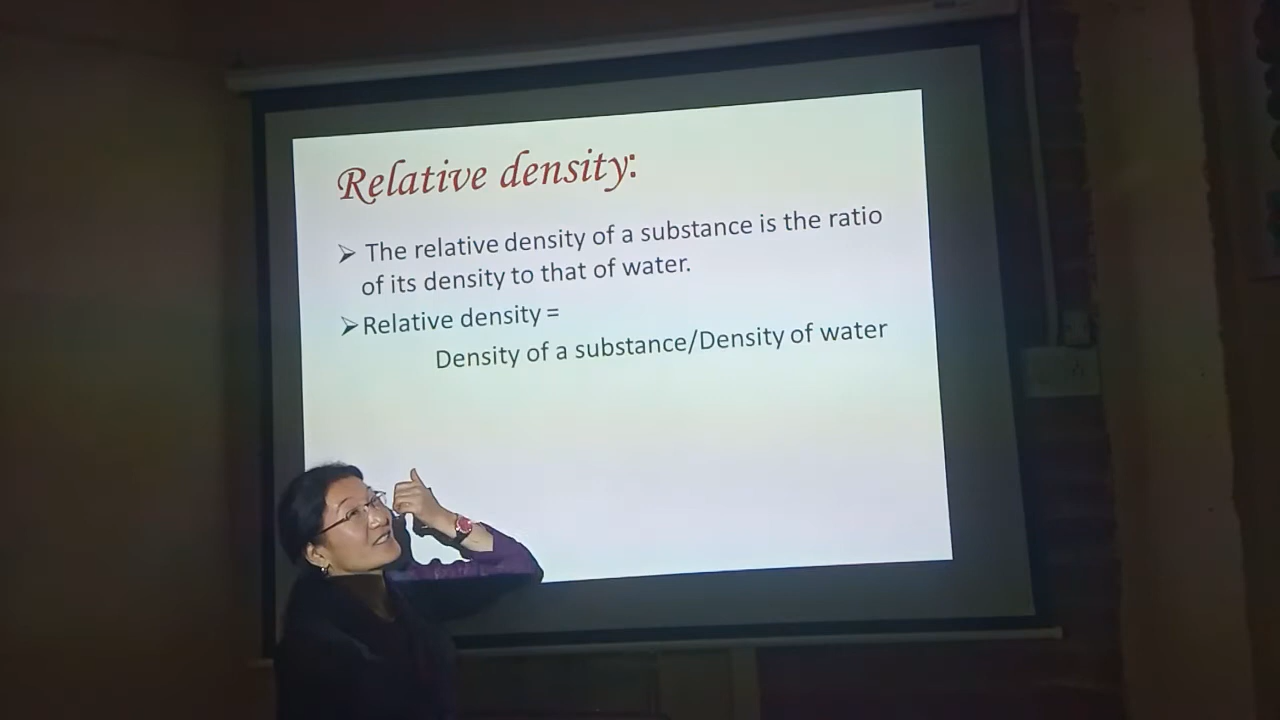 Relative density:
➢ The relative density of a substance is the ratio
of its density to that of water.
➢ Relative density =
Density of a substance/Density of water